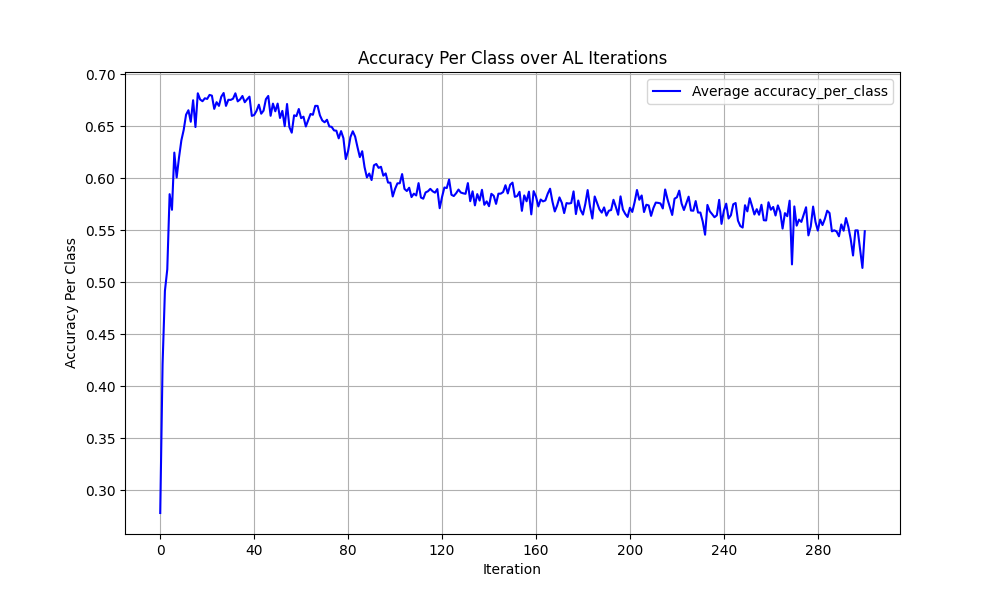 Accuracy Per Class over AL Iterations
Average accuracy_per_class
Accuracy Per Class
0.70
0.65
0.60
0.55
0.50
0.45
0.40
0.35
0.30
0 40 80 120 160 200 240 280
Iteration